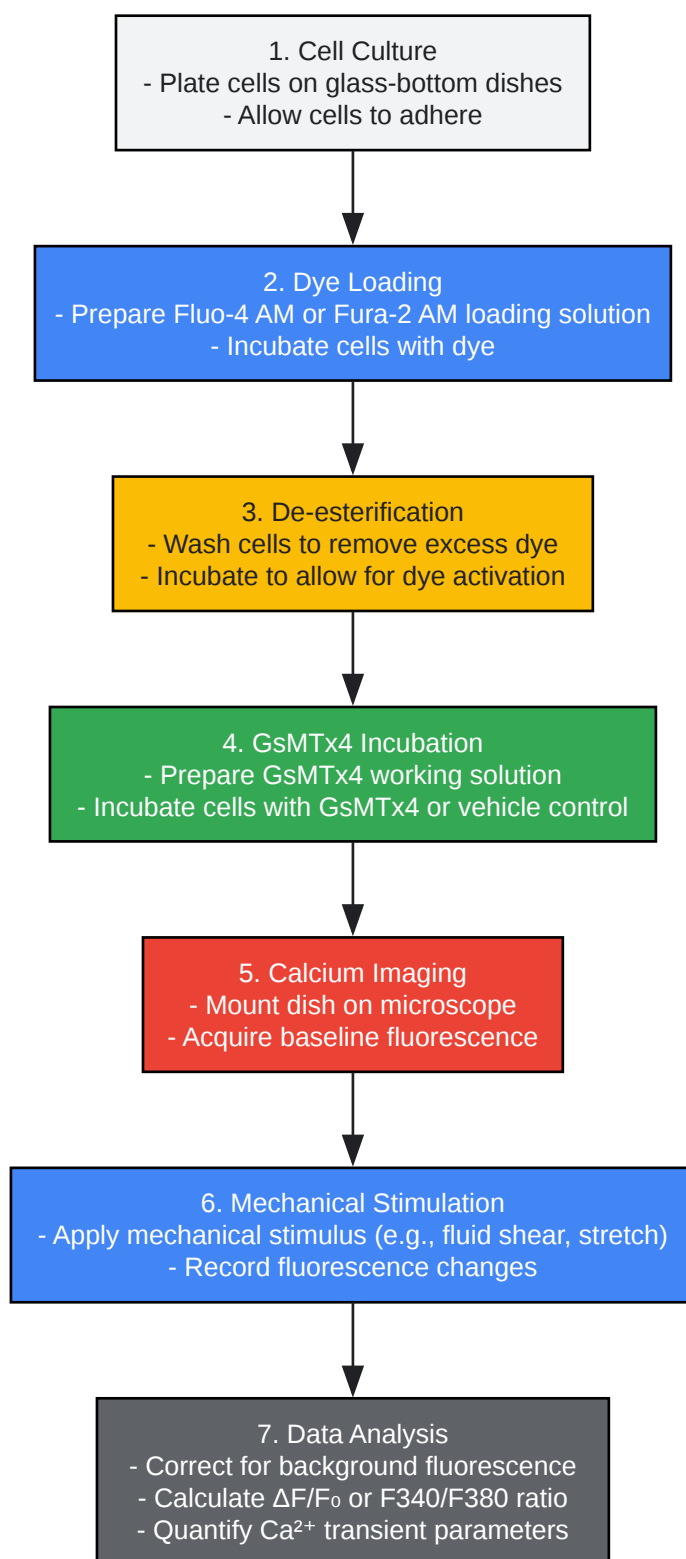 1. Cell Culture
- Plate cells on glass-bottom dishes
- Allow cells to adhere
2. Dye Loading
- Prepare Fluo-4 AM or Fura-2 AM loading solution
- Incubate cells with dye
3. De-esterification
- Wash cells to remove excess dye
- Incubate to allow for dye activation
4. GsMTx4 Incubation
- Prepare GsMTx4 working solution
- Incubate cells with GsMTx4 or vehicle control
5. Calcium Imaging
- Mount dish on microscope
- Acquire baseline fluorescence
6. Mechanical Stimulation
- Apply mechanical stimulus (e.g., fluid shear, stretch)
- Record fluorescence changes
7. Data Analysis
- Correct for background fluorescence
- Calculate ΔF/F₀ or F340/F380 ratio
- Quantify Ca²⁺ transient parameters